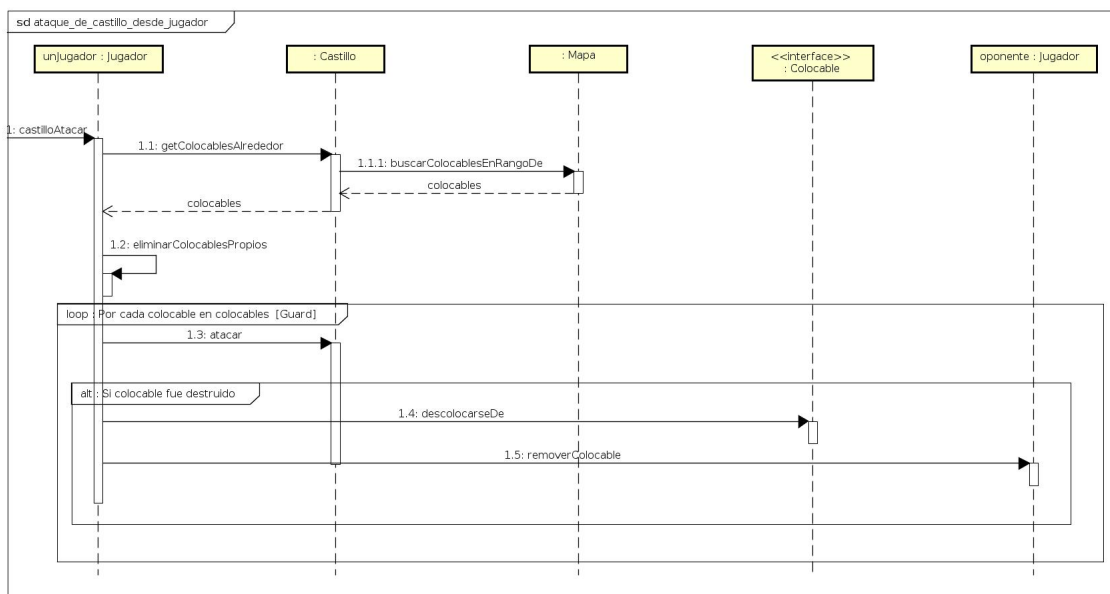 sd ataque_de_castillo_desde_jugador
unJugador : Jugador
: Castillo
: Mapa
<<interface>>
: Colocable
oponente : Jugador
1: castilloAtacar
1.1: getColocablesAlrededor
1.1.1: buscarColocablesEnRangoDe
colocables
colocables
1.2: eliminarColocablesPropios
loop : Por cada colocable en colocables [Guard]
1.3: atacar
alt : Si colocable fue destruido
1.4: descolocarseDe
1.5: removerColocable